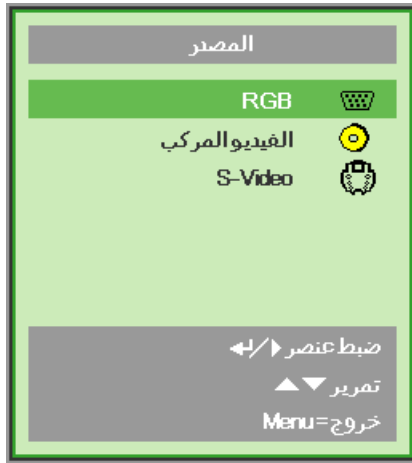 المصدر
RGB
الفيديو المركب
S-Video
ضبط عنصر
تمرير
خروج=Menu